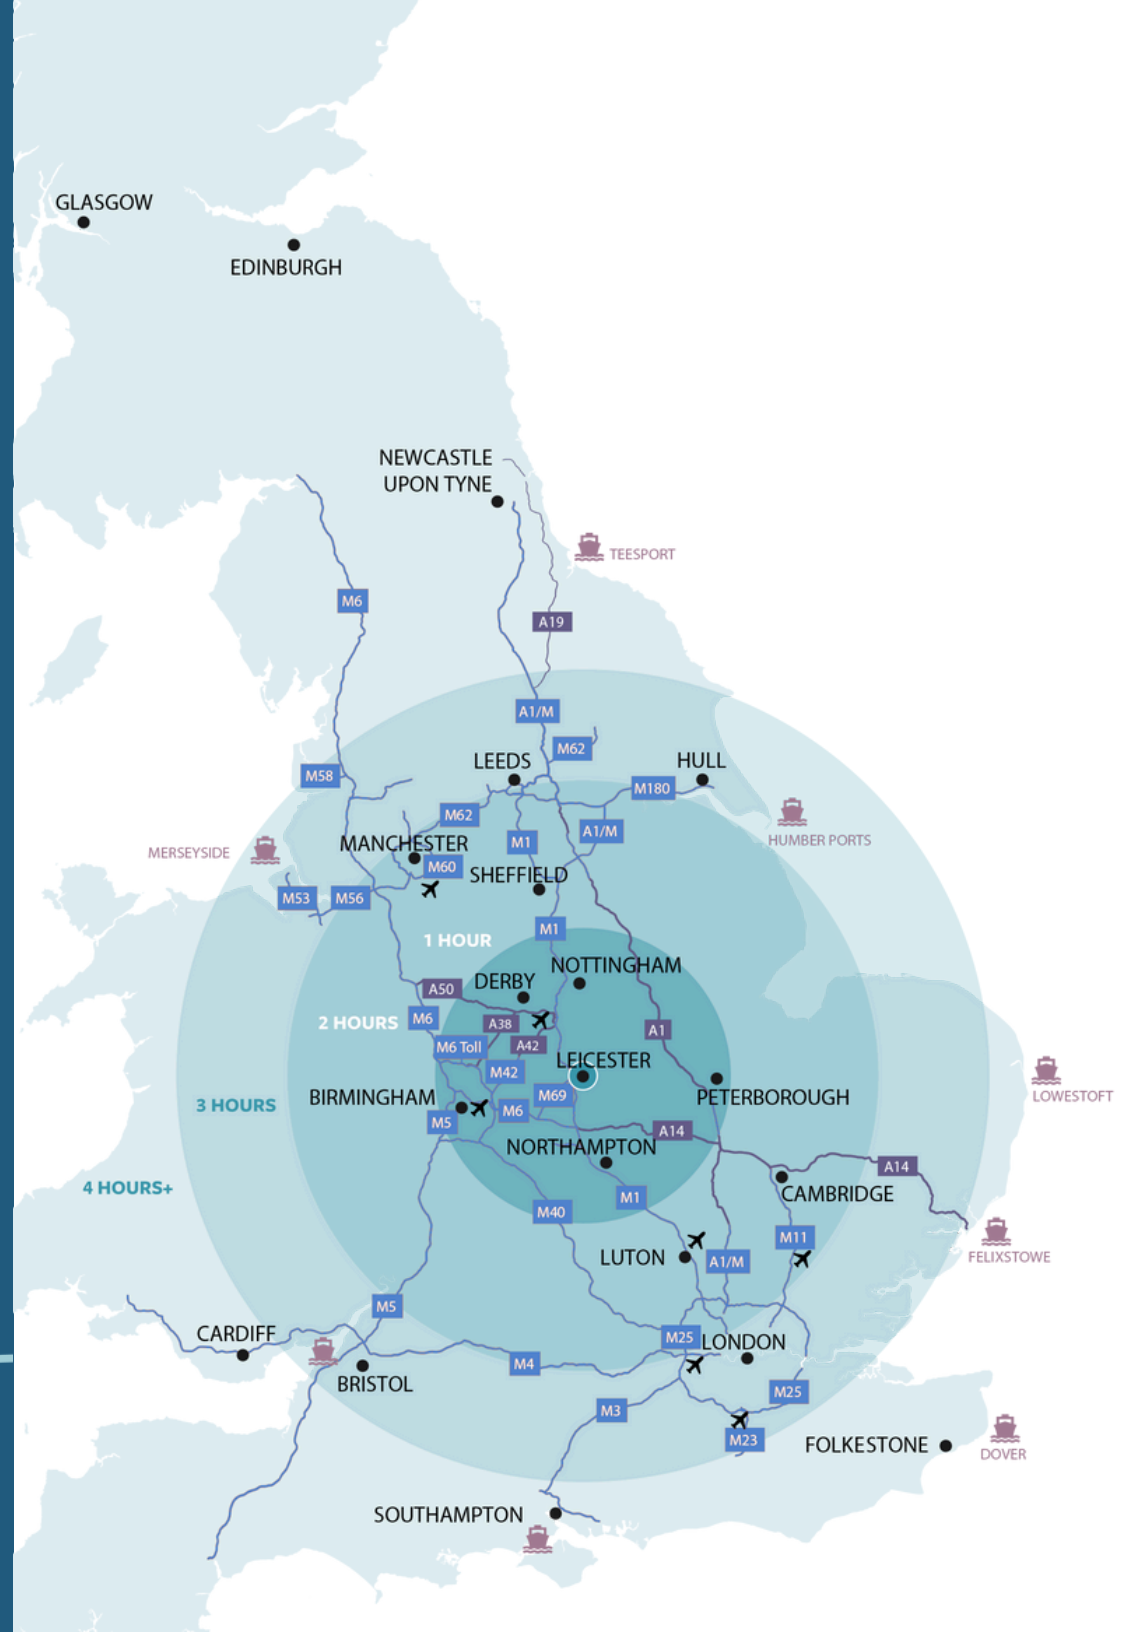 GLASGOW
EDINBURGH
NEWCASTLE
UPON TYNE
TEESPORT
M6
A19
A1/M
M62
LEEDS
HULL
M58
M180
M62
HUMBER PORTS
A1/M
MERSEYSIDE
MANCHESTER
M1
M60
SHEFFIELD
M53
M56
M1
1 HOUR
NOTTINGHAM
DERBY
A50
2 HOURS
M6
A38
A1
M6 Toll
A42
LEICESTER
M42
LOWESTOFT
3 HOURS
BIRMINGHAM
M69
PETERBOROUGH
M6
M5
A14
NORTHAMPTON
A14
4 HOURS+
CAMBRIDGE
M1
M40
M11
LUTON
A1/M
FELIXSTOWE
M5
CARDIFF
M25
LONDON
M4
BRISTOL
M25
M3
M23
FOLKESTONE
DOVER
SOUTHAMPTON